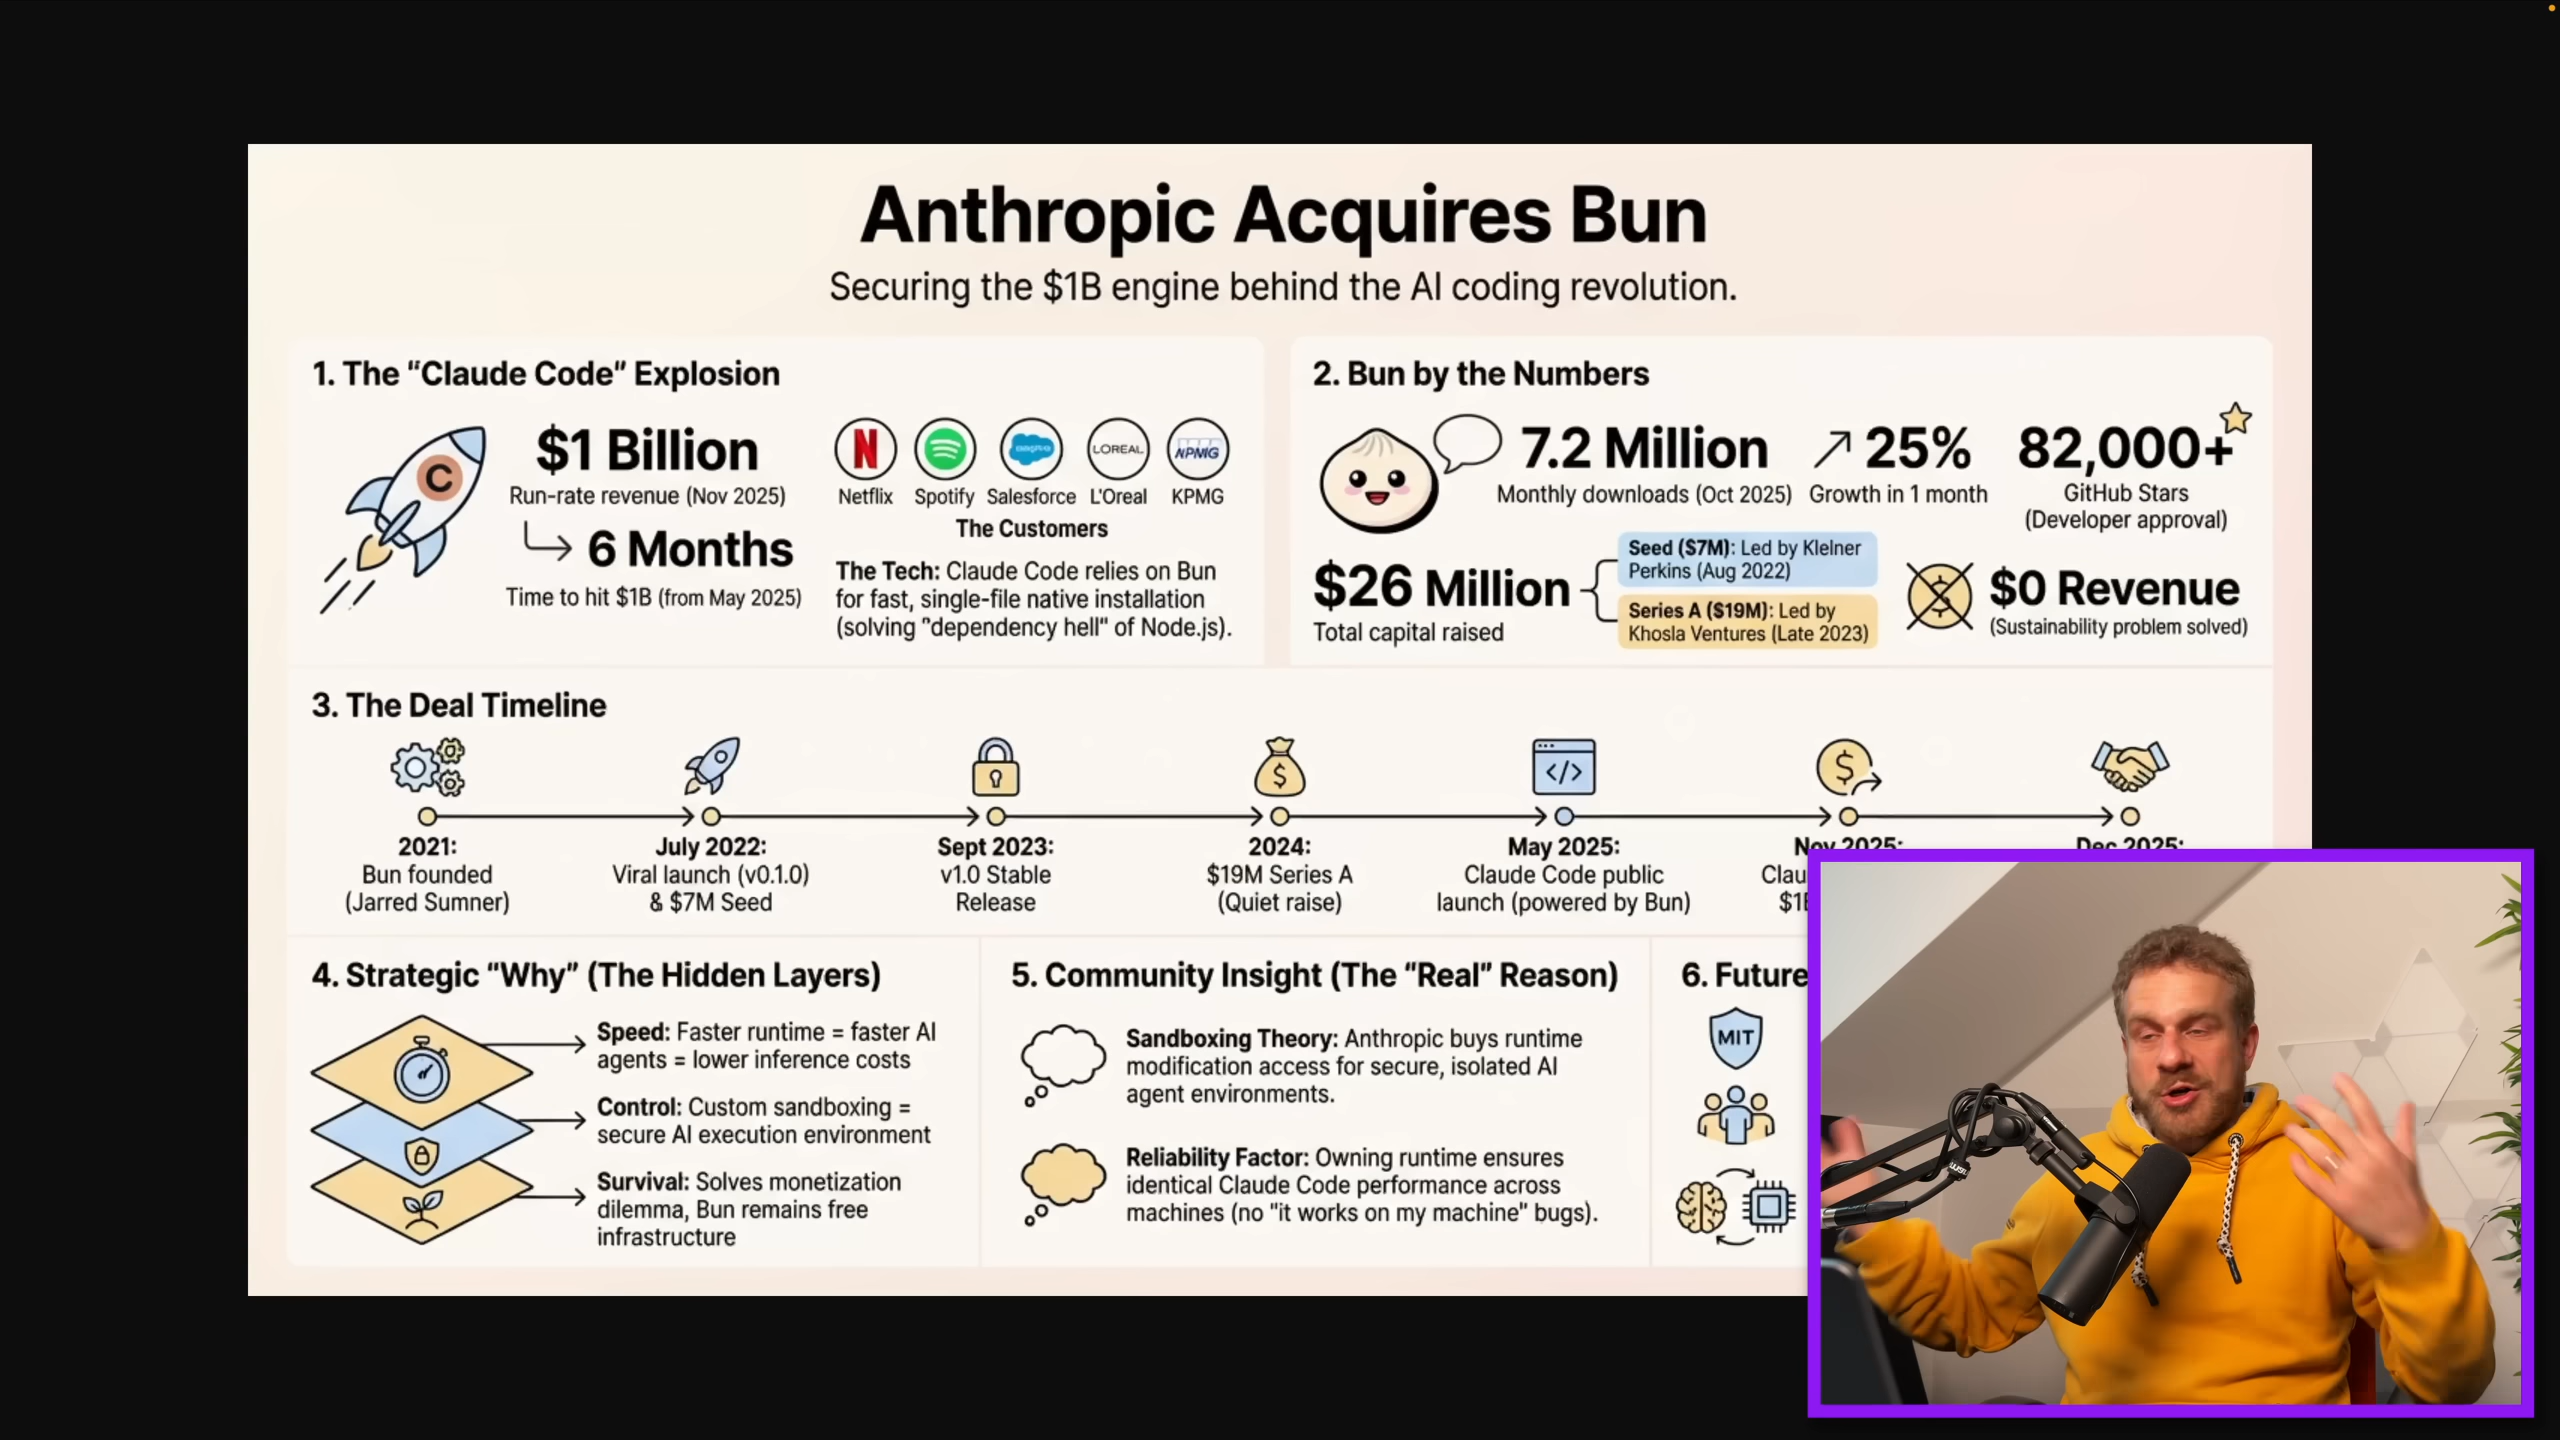 Anthropic Acquires Bun
Securing the $1B engine behind the AI coding revolution.
1. The “Claude Code” Explosion
C
$1 Billion
Run-rate revenue (Nov 2025)
6 Months
Time to hit $1B (from May 2025)
N
LOREAL
KPMG
Netflix
Spotify
Salesforce
L'Oreal
KPMG
The Customers
The Tech: Claude Code relies on Bun
for fast, single-file native installation
(solving "dependency hell" of Node.js).
2. Bun by the Numbers
7.2 Million
Monthly downloads (Oct 2025)
25%
Growth in 1 month
82,000+
GitHub Stars
(Developer approval)
$26 Million
Total capital raised
Seed ($7M): Led by Klelner
Perkins (Aug 2022)
Series A ($19M): Led by
Khosla Ventures (Late 2023)
$0 Revenue
(Sustainability problem solved)
3. The Deal Timeline
2021:
Bun founded
(Jarred Sumner)
July 2022:
Viral launch (v0.1.0)
& $7M Seed
Sept 2023:
v1.0 Stable
Release
$
2024:
$19M Series A
(Quiet raise)
</>
May 2025:
Claude Code public
launch (powered by Bun)
$
Nov 2025:
Dec 2025:
4. Strategic “Why” (The Hidden Layers)
Speed: Faster runtime = faster AI
agents = lower inference costs
Control: Custom sandboxing =
secure AI execution environment
Survival: Solves monetization
dilemma, Bun remains free
infrastructure
5. Community Insight (The “Real” Reason)
Sandboxing Theory: Anthropic buys runtime
modification access for secure, isolated AI
agent environments.
Reliability Factor: Owning runtime ensures
identical Claude Code performance across
machines (no "it works on my machine" bugs).
6. Future
MIT